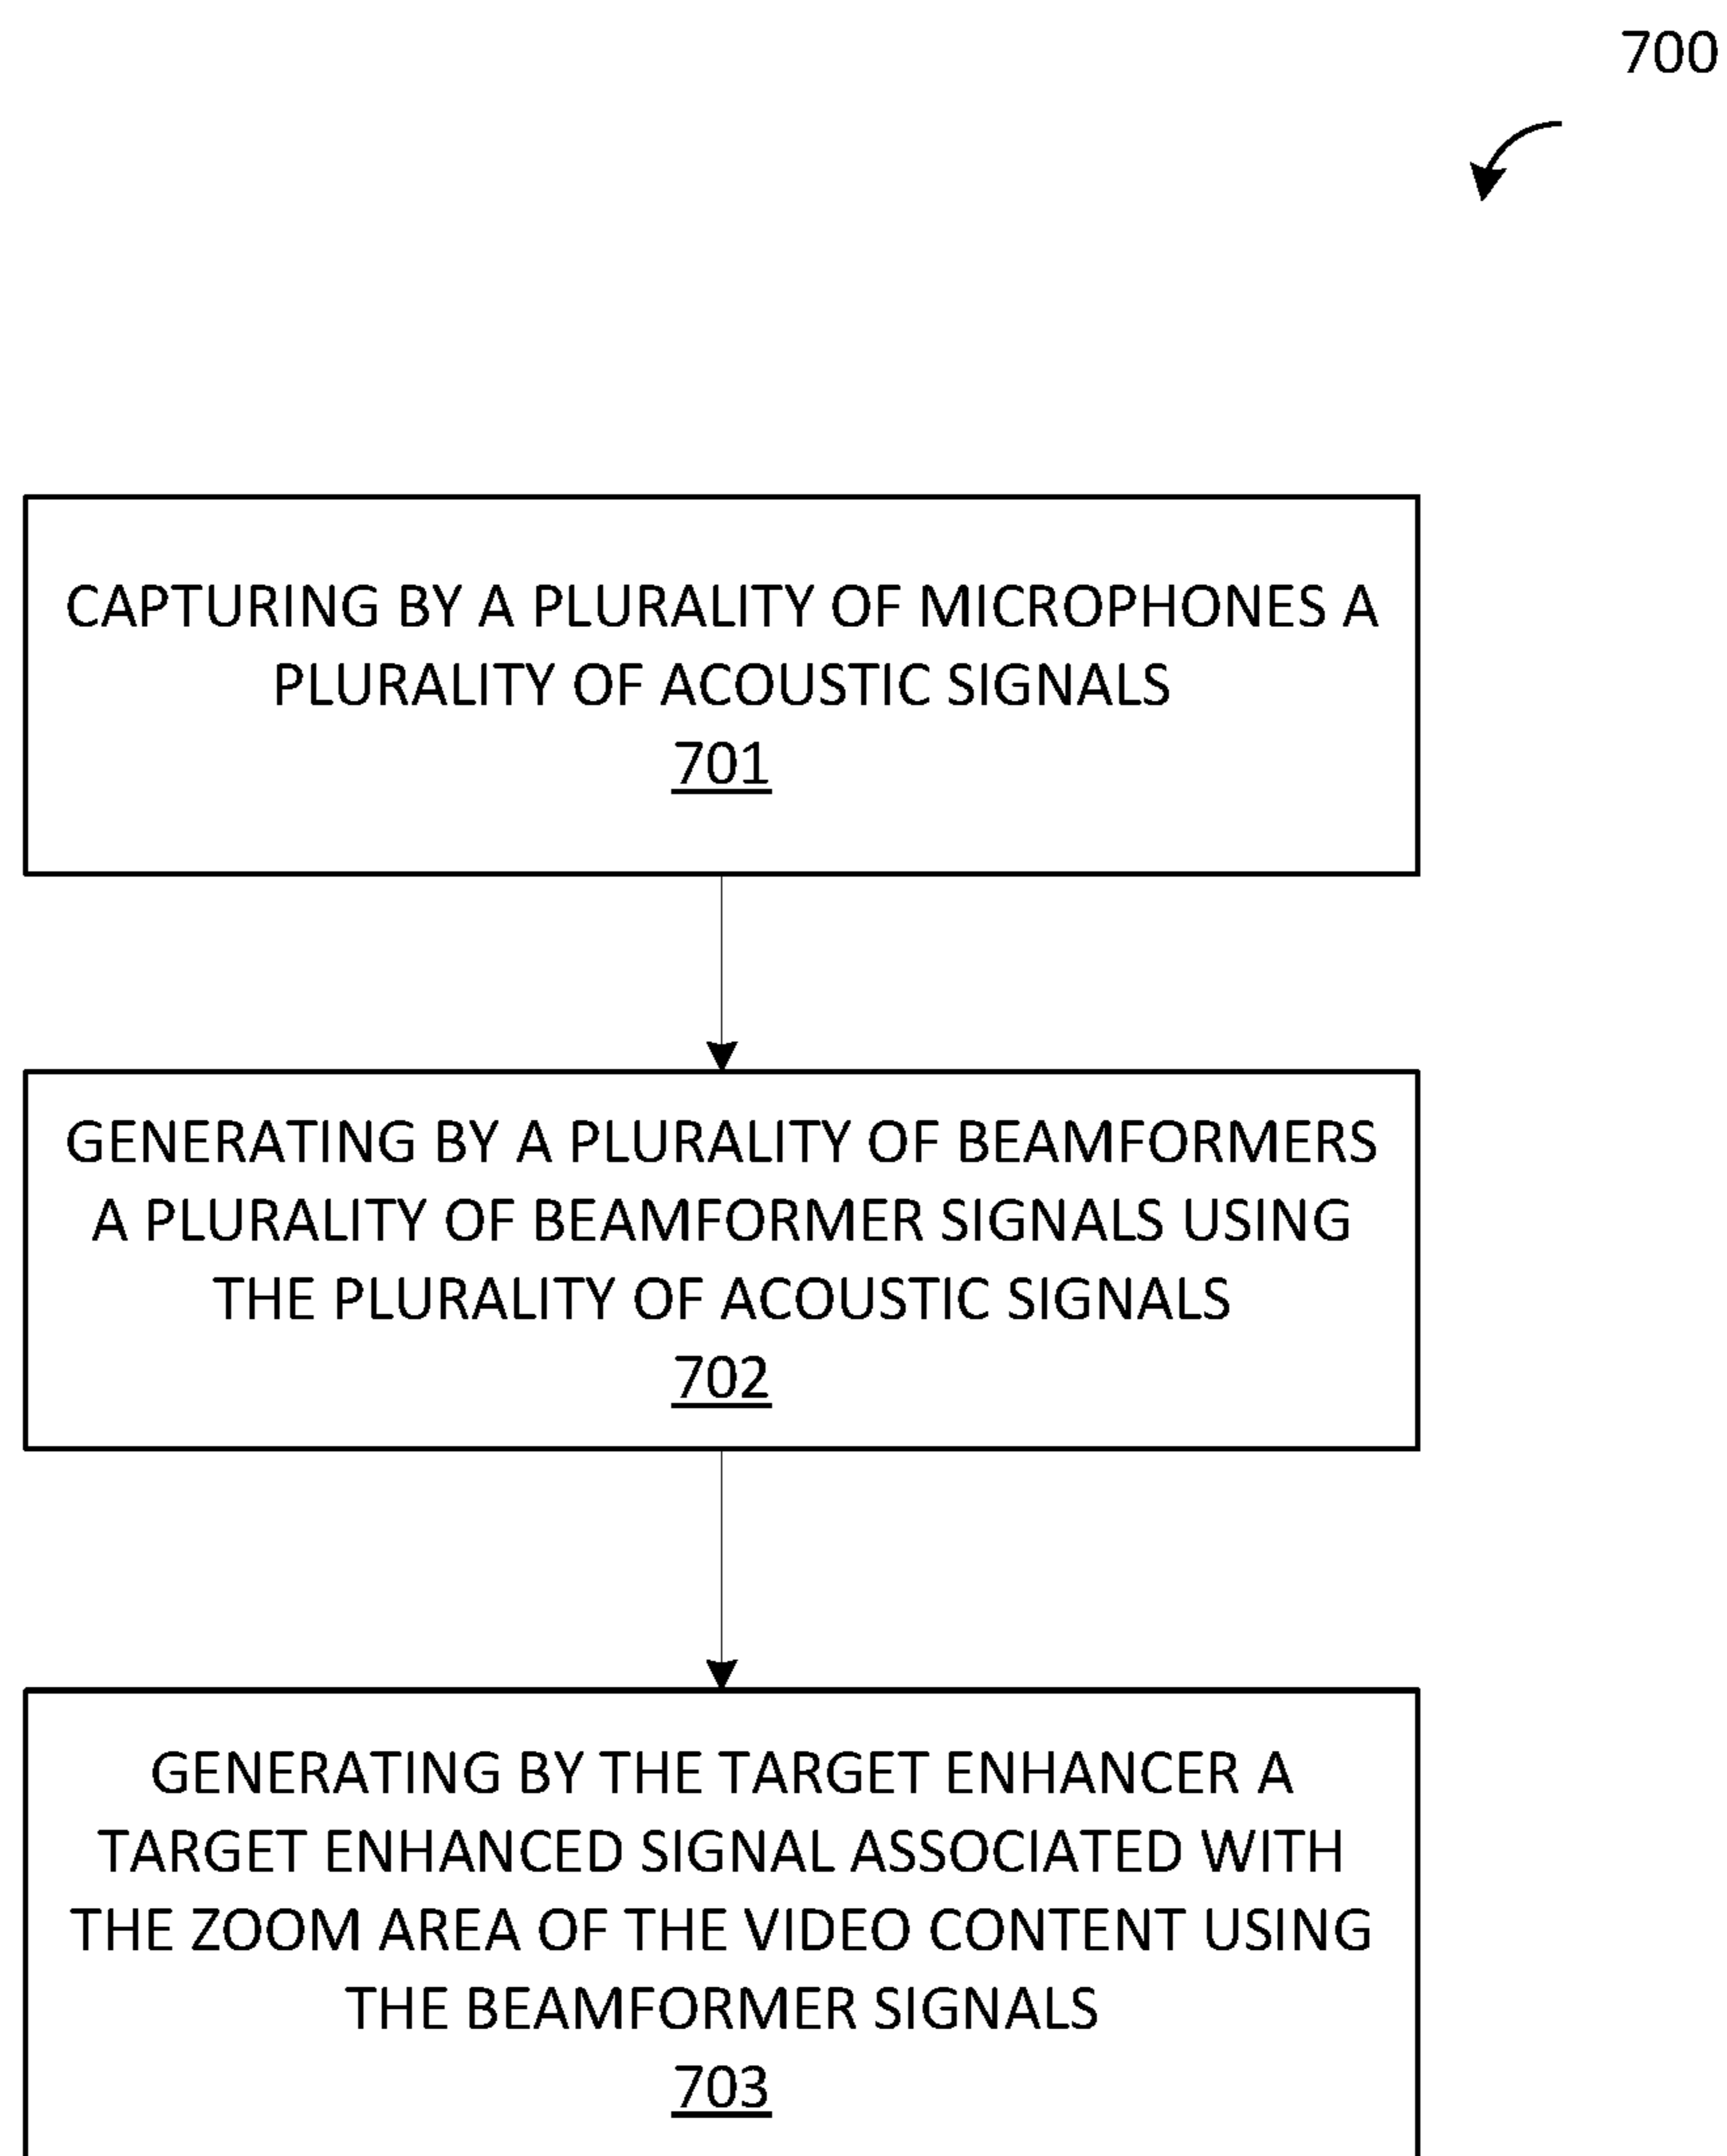 700
CAPTURING BY A PLURALITY OF MICROPHONES A
PLURALITY OF ACOUSTIC SIGNALS
701
GENERATING BY A PLURALITY OF BEAMFORMERS
A PLURALITY OF BEAMFORMER SIGNALS USING
THE PLURALITY OF ACOUSTIC SIGNALS
702
GENERATING BY THE TARGET ENHANCER A
TARGET ENHANCED SIGNAL ASSOCIATED WITH
THE ZOOM AREA OF THE VIDEO CONTENT USING
THE BEAMFORMER SIGNALS
703